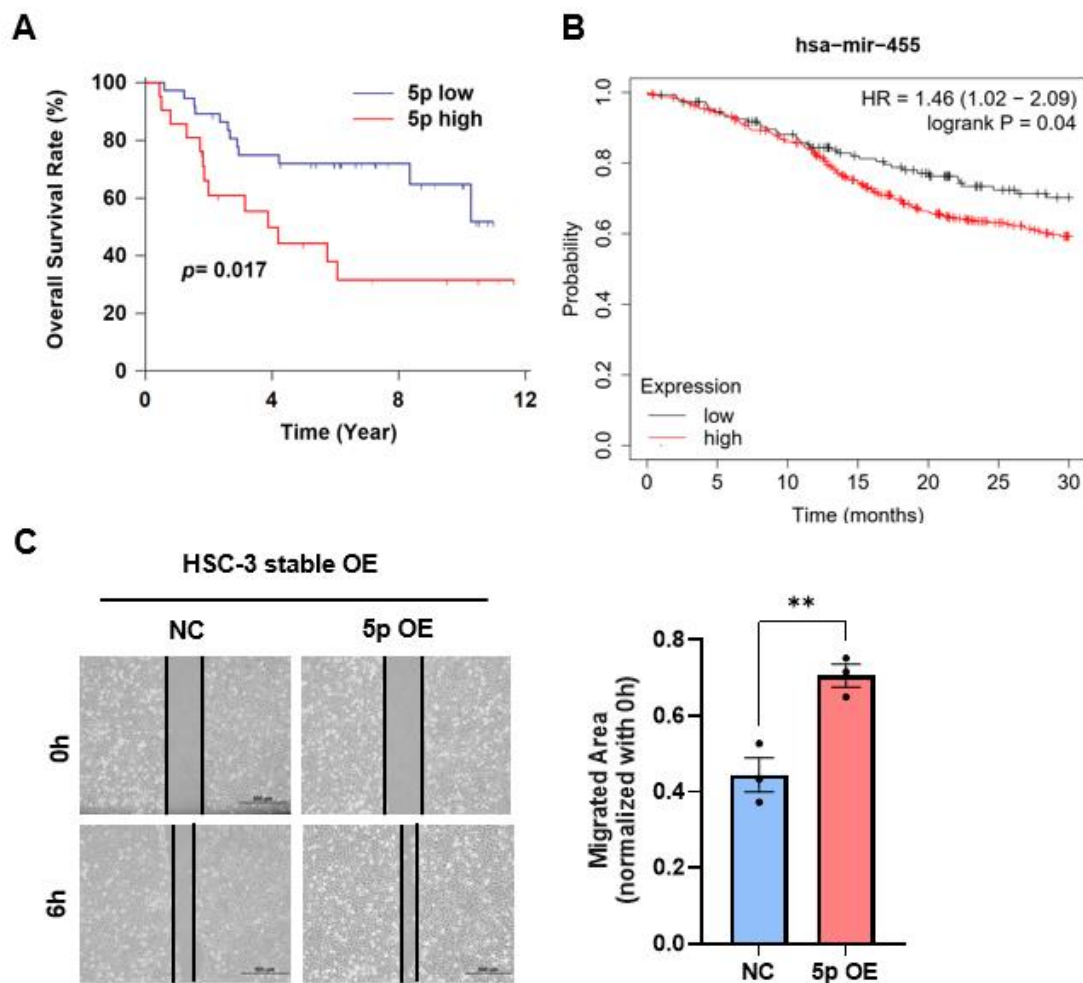 A
Overall Survival Rate (%)
100
80
60
40
20
0
5p low
5p high
p= 0.017
0 4 8 12
Time (Year)
B
hsa-mir-455
HR = 1.46 (1.02 − 2.09)
logrank P = 0.04
Probability
1.0
0.8
0.6
0.4
0.2
0.0
Expression
low
high
0 5 10 15 20 25 30
Time (months)
C
HSC-3 stable OE
NC 5p OE
0h
6h
**
Migrated Area
(normalized with 0h)
0.8
0.6
0.4
0.2
0.0
NC 5p OE